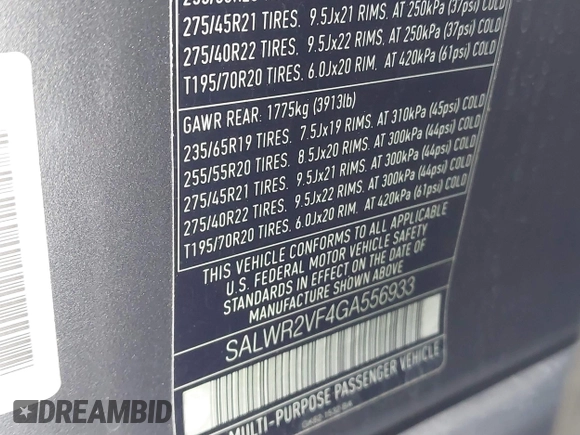 275/45R21 TIRES. 9.5Jx21 RIMS. AT 250kPa (37psi) COLD
275/40R22 TIRES. 9.5Jx22 RIMS. AT 250kPa (37psi) COLD
T195/70R20 TIRES. 6.0Jx20 RIM. AT 420kPa (61psi) COLD
GAWR REAR: 1775kg (3913lb)
235/65R19 TIRES. 7.5Jx19 RIMS. AT 310kPa (45psi) COLD
255/55R20 TIRES. 8.5Jx20 RIMS. AT 300kPa (44psi) COLD
275/45R21 TIRES. 9.5Jx21 RIMS. AT 300kPa (44psi) COLD
275/40R22 TIRES. 9.5Jx22 RIMS. AT 300kPa (44psi) COLD
T195/70R20 TIRES. 6.0Jx20 RIM. AT 420kPa (61psi) COLD
THIS VEHICLE CONFORMS TO ALL APPLICABLE
U.S. FEDERAL MOTOR VEHICLE SAFETY
STANDARDS IN EFFECT ON THE DATE OF
MANUFACTURE SHOWN ABOVE.
SALWR2VF4GA556933
MULTI-PURPOSE PASSENGER VEHICLE
DREAMBID